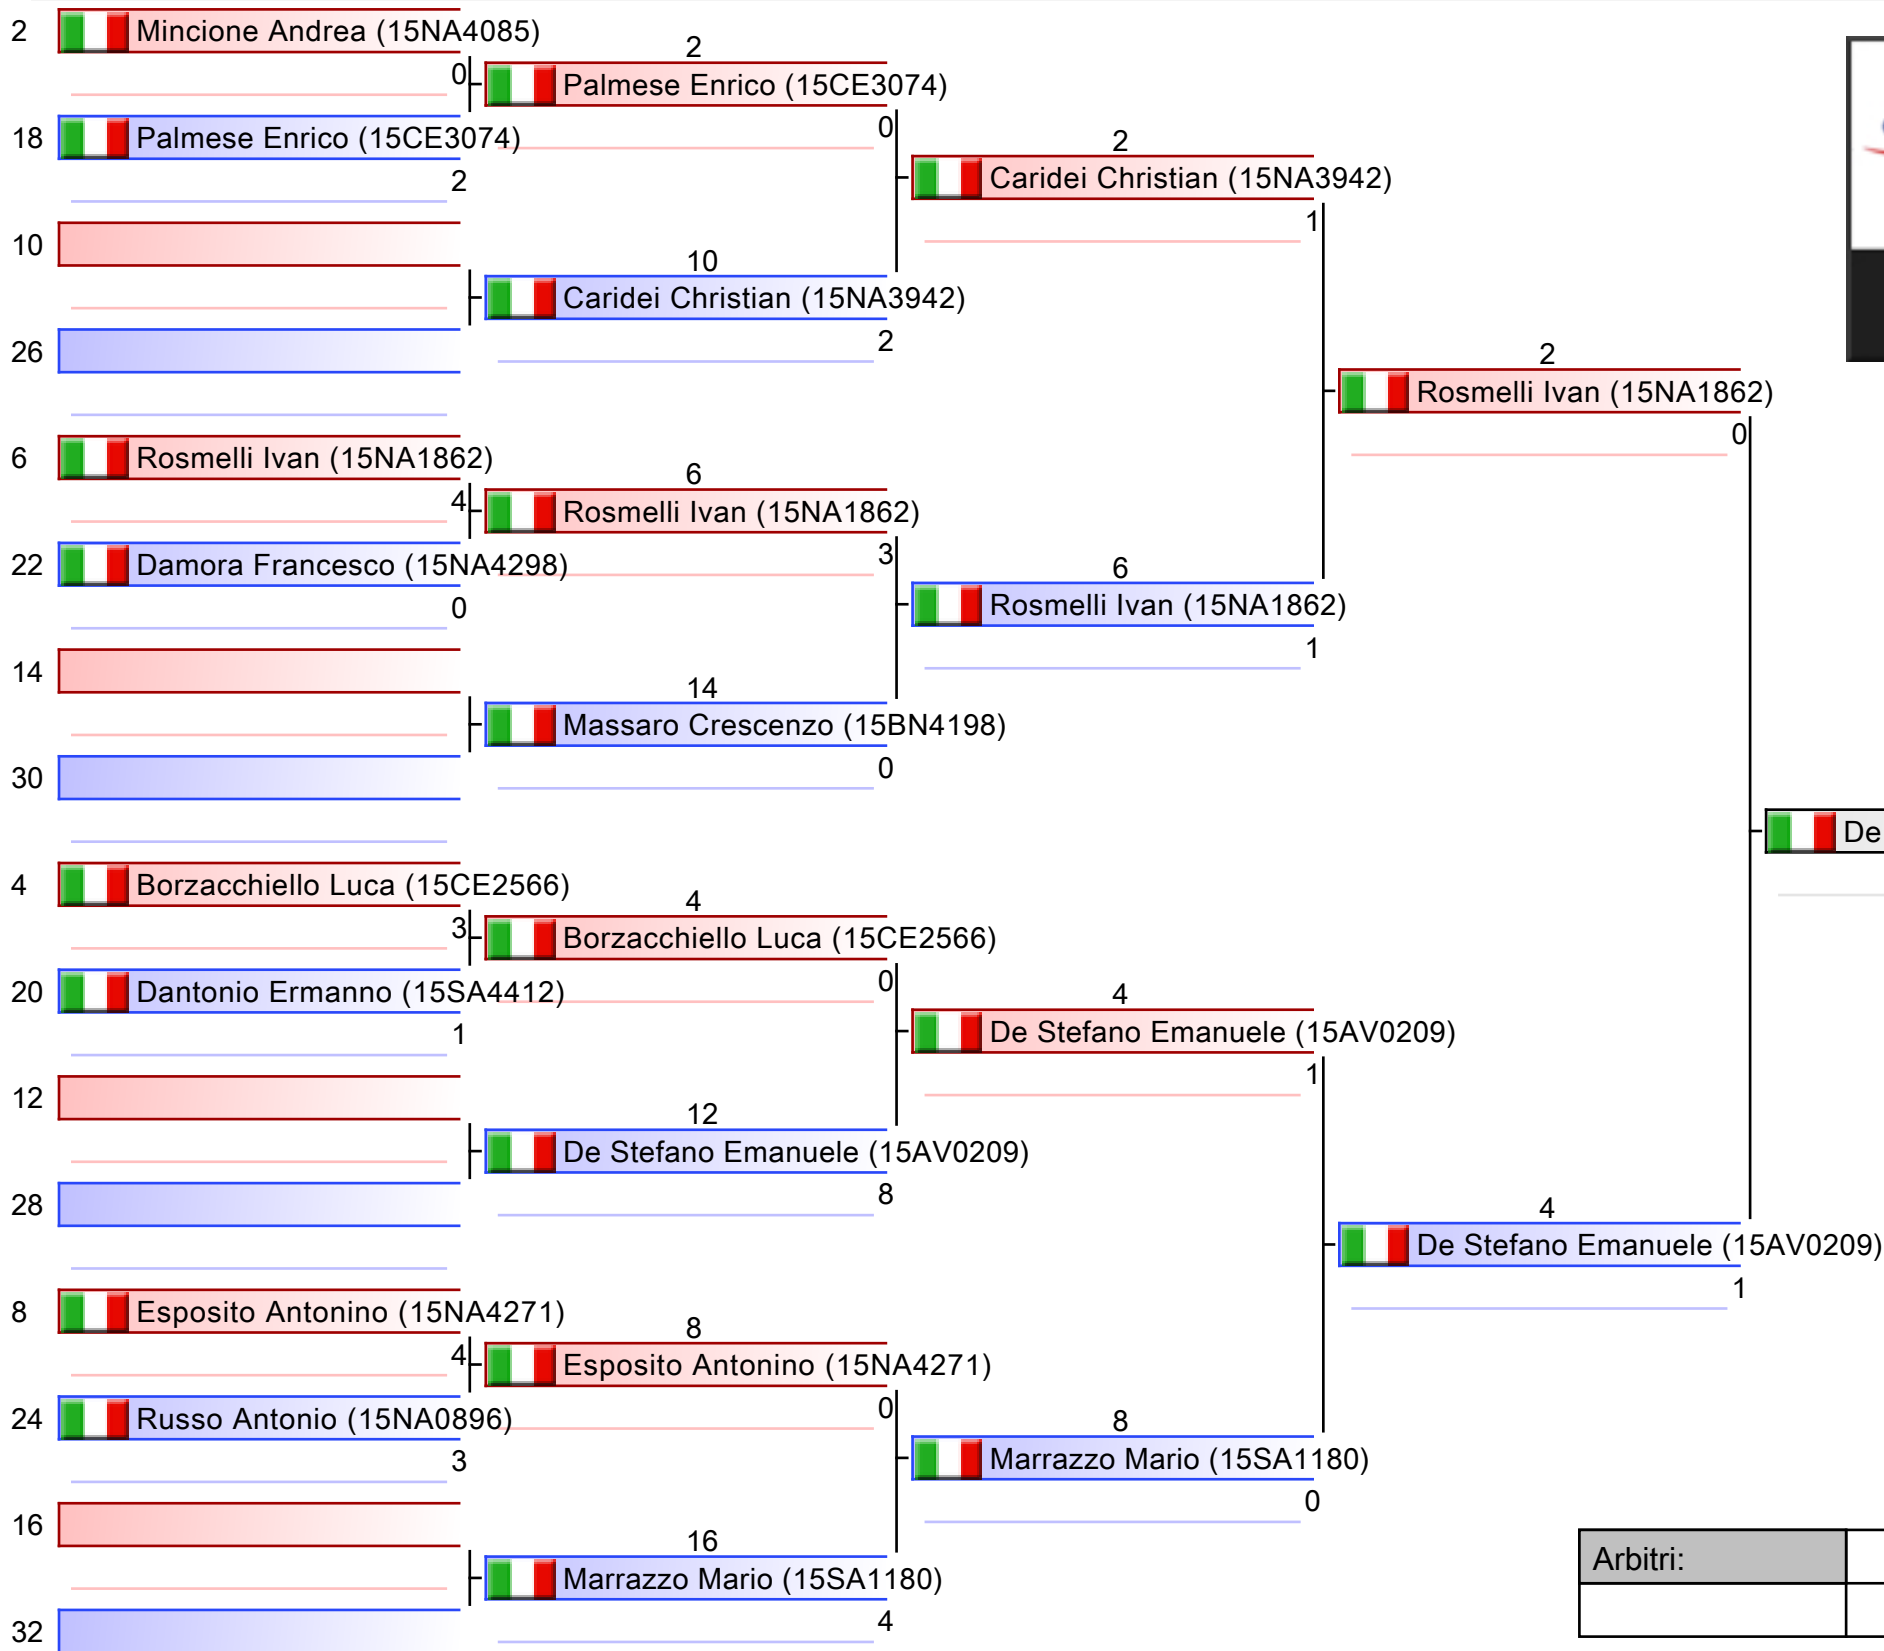 2 Mincione Andrea (15NA4085)
0
18 Palmese Enrico (15CE3074)
2
10
26
6 Rosmelli Ivan (15NA1862)
4
22 Damora Francesco (15NA4298)
0
14
30
4 Borzacchiello Luca (15CE2566)
3
20 Dantonio Ermanno (15SA4412)
1
12
28
8 Esposito Antonino (15NA4271)
4
24 Russo Antonio (15NA0896)
3
16
32
2
Palmese Enrico (15CE3074)
0
10
Caridei Christian (15NA3942)
2
6
Rosmelli Ivan (15NA1862)
3
14
Massaro Crescenzo (15BN4198)
0
4
Borzacchiello Luca (15CE2566)
0
12
De Stefano Emanuele (15AV0209)
8
8
Esposito Antonino (15NA4271)
0
16
Marrazzo Mario (15SA1180)
4
2
Caridei Christian (15NA3942)
1
6
Rosmelli Ivan (15NA1862)
1
4
De Stefano Emanuele (15AV0209)
1
8
Marrazzo Mario (15SA1180)
0
2
Rosmelli Ivan (15NA1862)
0
4
De Stefano Emanuele (15AV0209)
1
De
Arbitri: